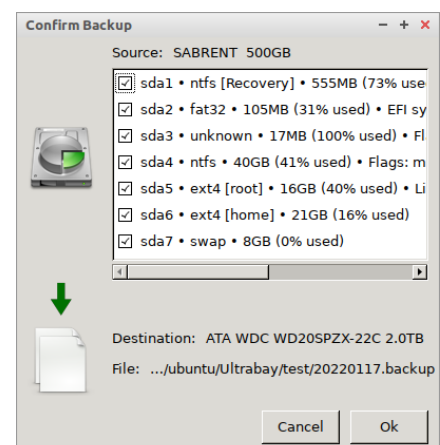 Confirm Backup
Source: SABRENT 500GB
sda1 • ntfs [Recovery] • 555MB (73% use
sda2 • fat32 • 105MB (31% used) • EFI sy
sda3 • unknown • 17MB (100% used) • Fl
sda4 • ntfs • 40GB (41% used) • Flags: m
sda5 • ext4 [root] • 16GB (40% used) • Li
sda6 • ext4 [home] • 21GB (16% used)
sda7 • swap • 8GB (0% used)
Destination: ATA WDC WD20SPZX-22C 2.0TB
File: .../ubuntu/Ultrabay/test/20220117.backup
Cancel Ok